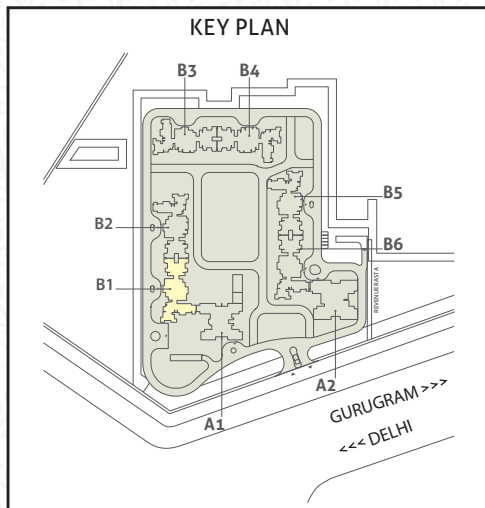 KEY PLAN
B3
B4
B5
B2
B6
B1
REVENUE RASTA
A2
A1
GURUGRAM >>>
<<< DELHI